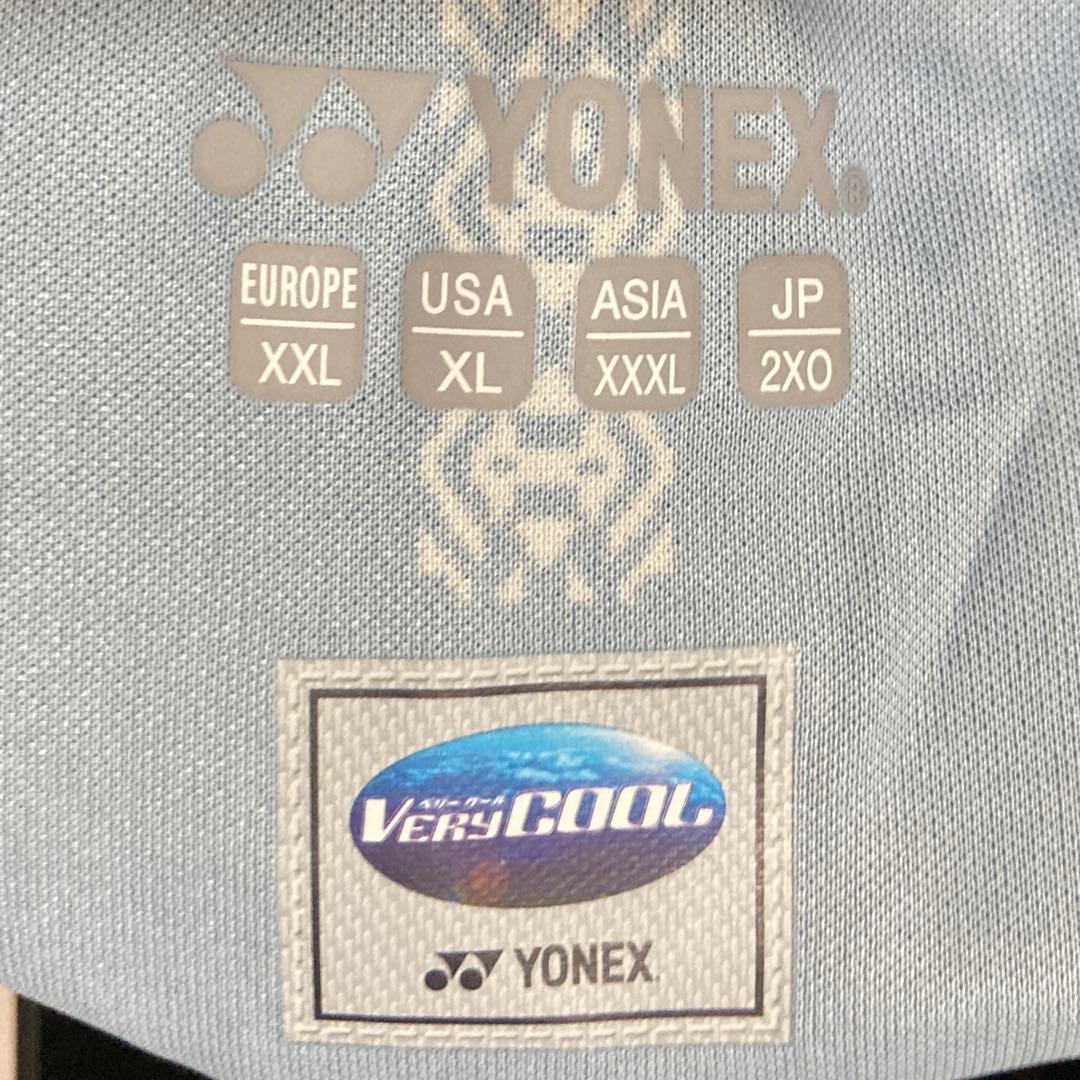 YONEX®
EUROPE USA ASIA JP
XXL XL XXXL 2XO
ベリー クール
VERYCOOL
YONEX